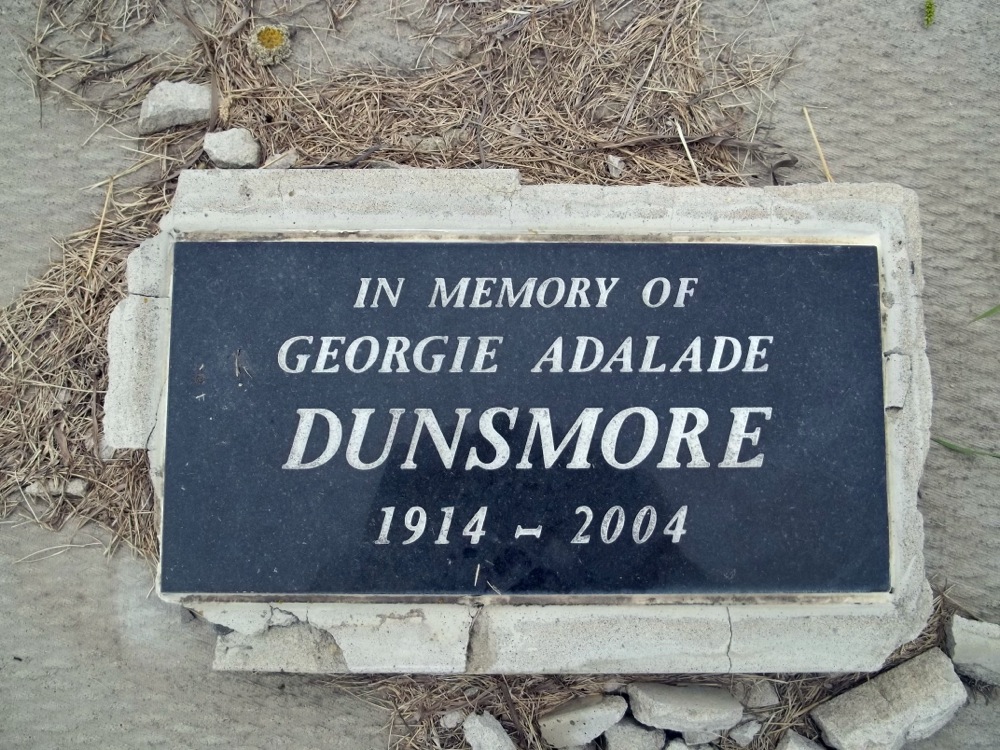 IN MEMORY OF
GEORGIE ADALADE
DUNSMORE
1914 - 2004